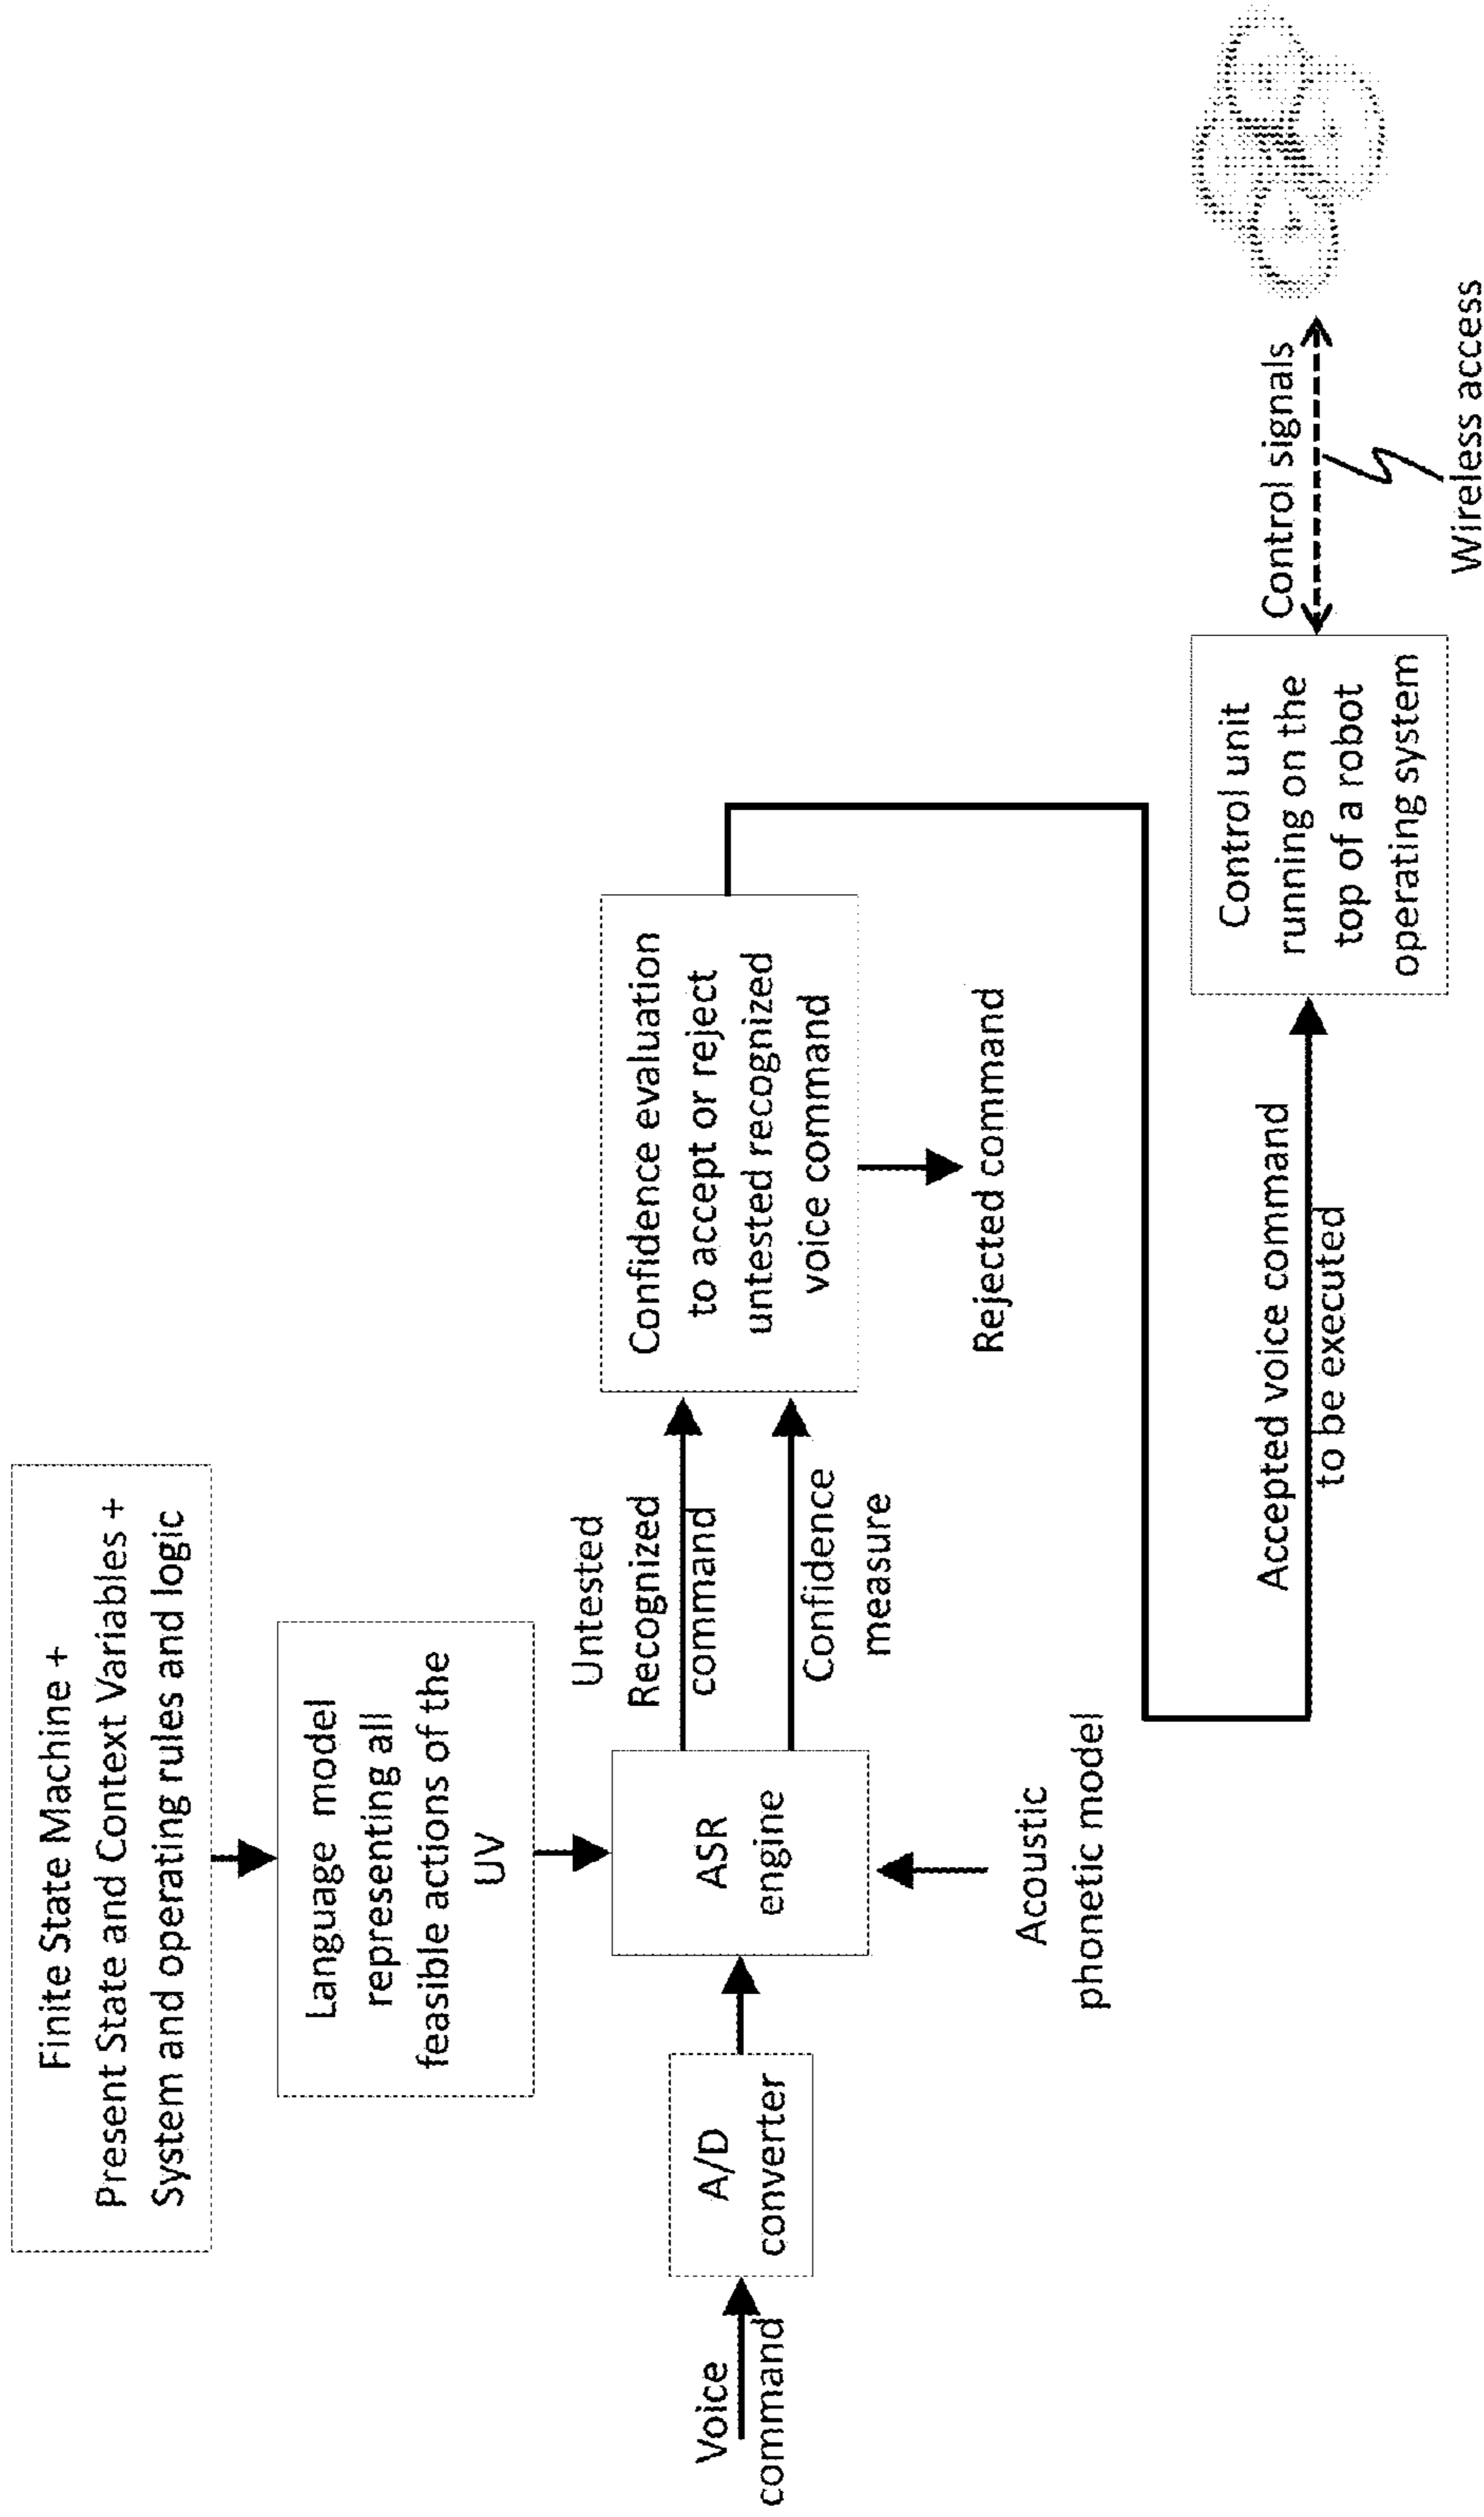 Finite State Machine +
Present State and Context Variables +
System and operating rules and logic
Language model
representing all
feasible actions of the
UV
Voice
command
A/D
converter
ASR
engine
Untested
Recognized
command
Confidence
measure
Confidence evaluation
to accept or reject
untested recognized
voice command
Rejected command
Acoustic
phonetic model
Accepted voice command
to be executed
Control unit
running on the
top of a robot
operating system
Control signals
Wireless access